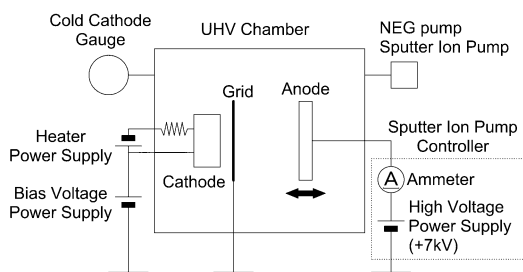 Cold Cathode
Gauge
UHV Chamber
NEG pump
Sputter Ion Pump
Grid
Anode
Heater
Power Supply
Cathode
Sputter Ion Pump
Controller
Bias Voltage
Power Supply
A
Ammeter
High Voltage
Power Supply
(+7kV)